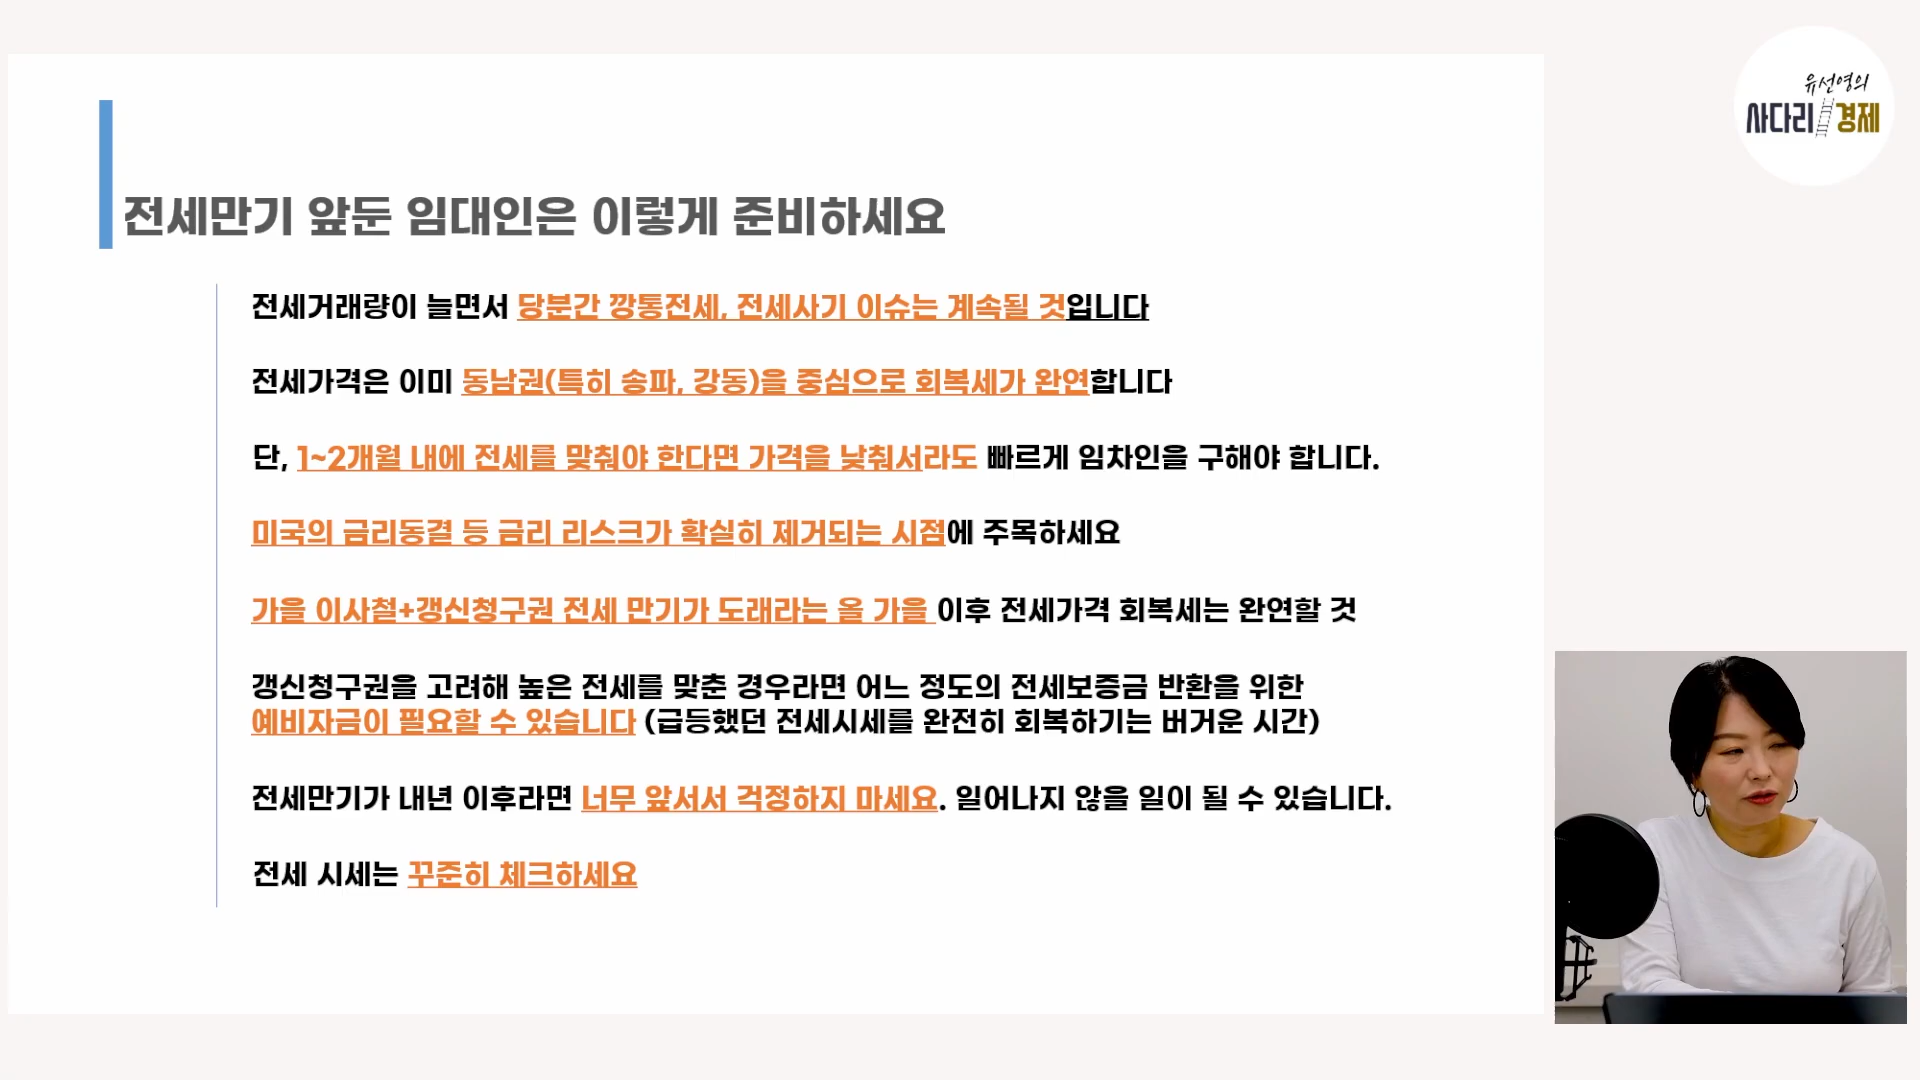 유선영의
사다리 경제
전세만기 앞둔 임대인은 이렇게 준비하세요
전세거래량이 늘면서 당분간 깡통전세, 전세사기 이슈는 계속될 것입니다
전세가격은 이미 동남권(특히 송파, 강동)을 중심으로 회복세가 완연합니다
단, 1~2개월 내에 전세를 맞춰야 한다면 가격을 낮춰서라도 빠르게 임차인을 구해야 합니다.
미국의 금리동결 등 금리 리스크가 확실히 제거되는 시점에 주목하세요
가을 이사철+갱신청구권 전세 만기가 도래라는 올 가을 이후 전세가격 회복세는 완연할 것
갱신청구권을 고려해 높은 전세를 맞춘 경우라면 어느 정도의 전세보증금 반환을 위한
예비자금이 필요할 수 있습니다 (급등했던 전세시세를 완전히 회복하기는 버거운 시간)
전세만기가 내년 이후라면 너무 앞서서 걱정하지 마세요. 일어나지 않을 일이 될 수 있습니다.
전세 시세는 꾸준히 체크하세요